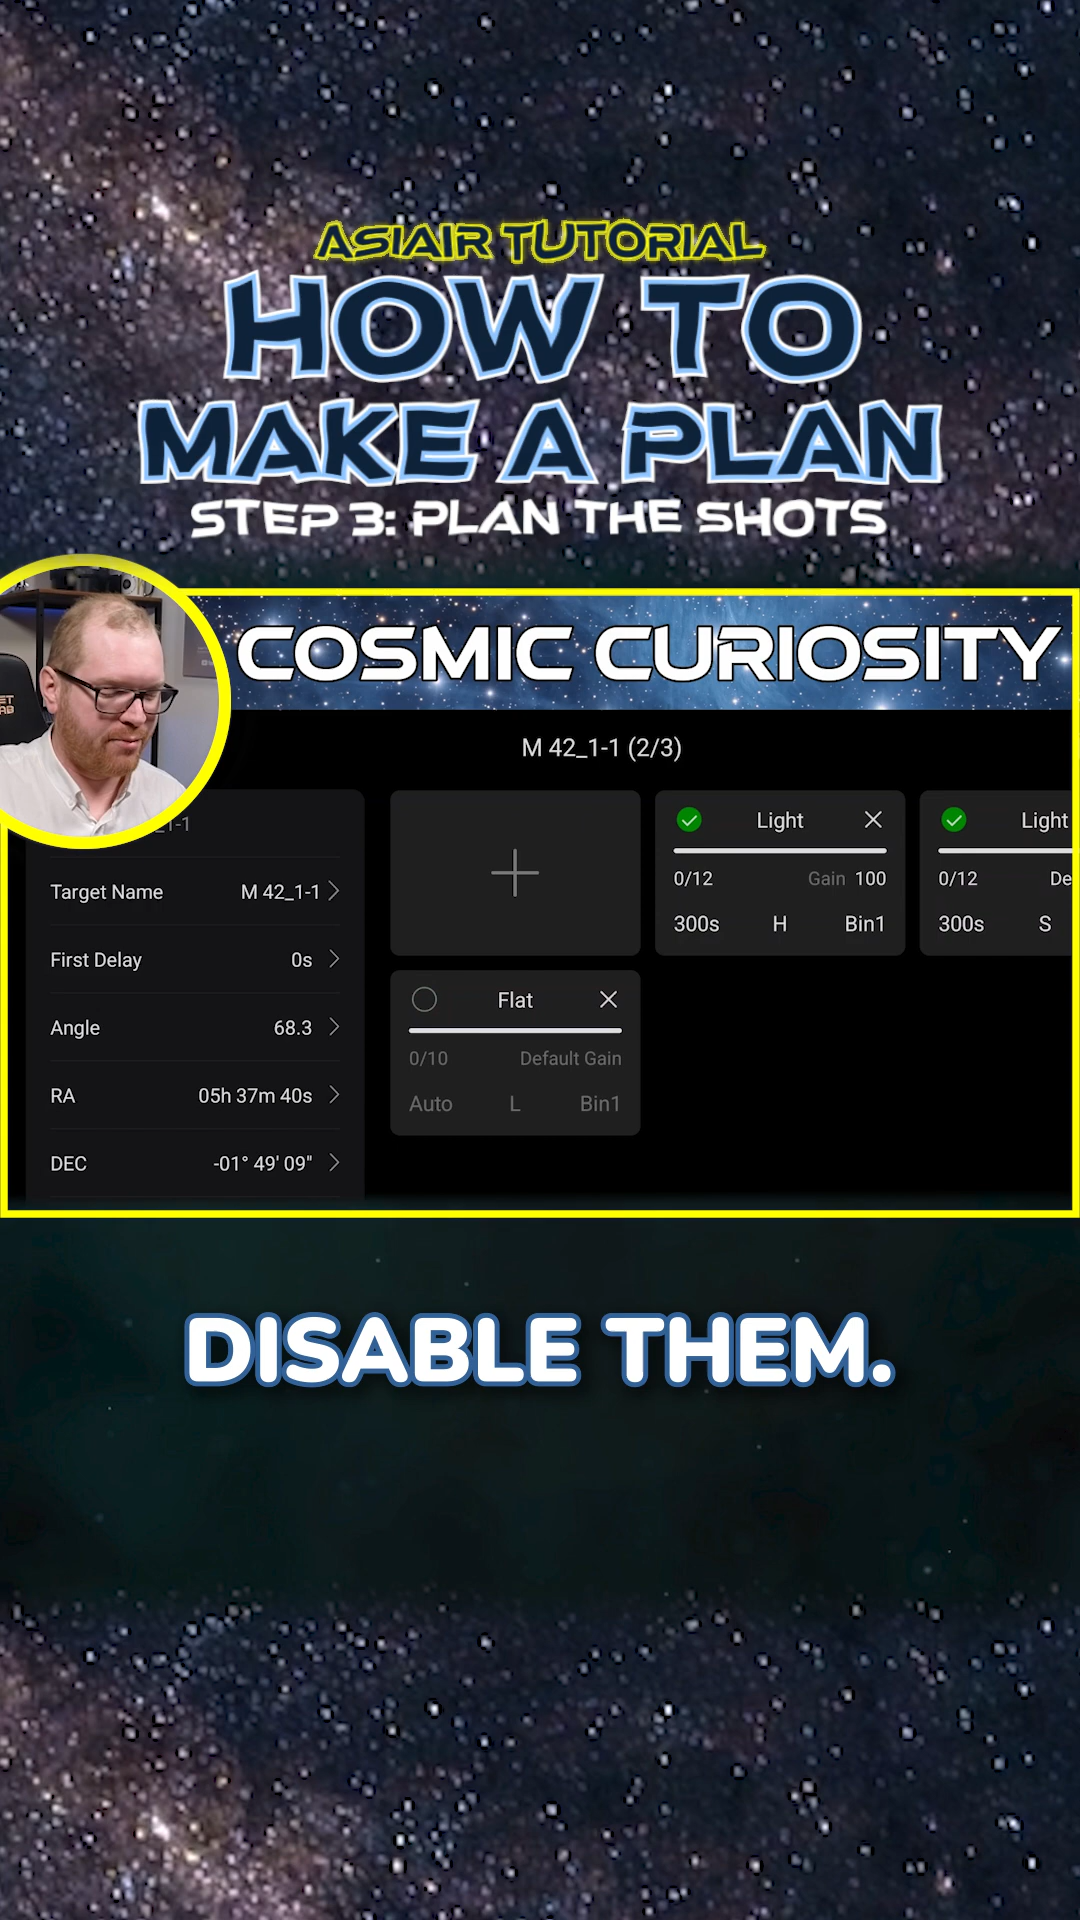 ASIAIR TUTORIAL
HOW TO
MAKE A PLAN
STEP 3: PLAN THE SHOTS
COSMIC CURIOSITY
M 42_1-1 (2/3)
_1-1
Target Name M 42_1-1
First Delay 0s
Angle 68.3
RA 05h 37m 40s
DEC -01° 49' 09"
Light
0/12 Gain 100
300s H Bin1
Light
0/12 De
300s S
Flat
0/10 Default Gain
Auto L Bin1
DISABLE THEM.